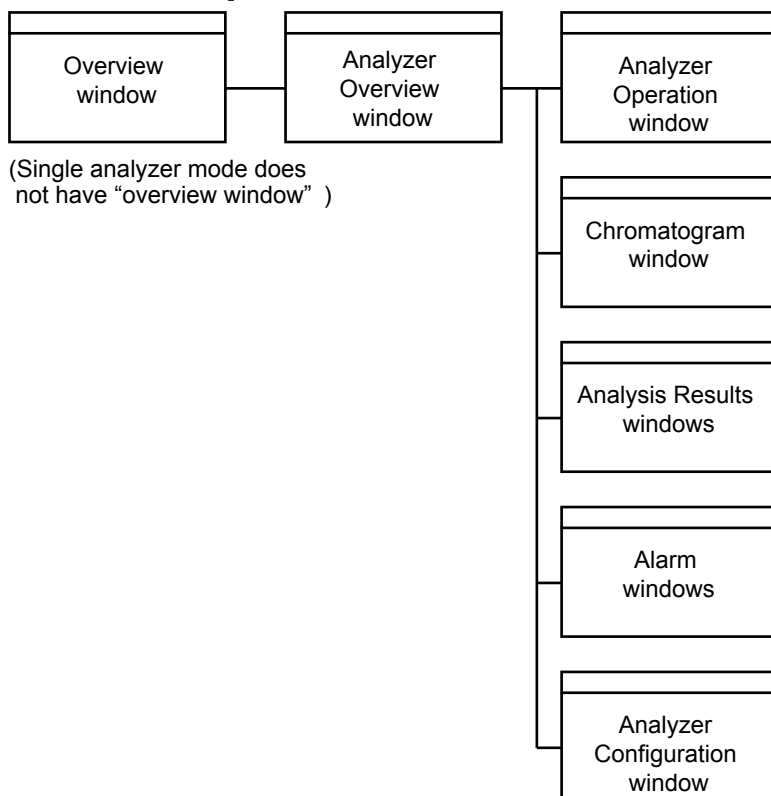 Overview
window
Analyzer
Overview
window
Analyzer
Operation
window
(Single analyzer mode does
not have “overview window” )
Chromatogram
window
Analysis Results
windows
Alarm
windows
Analyzer
Configuration
window